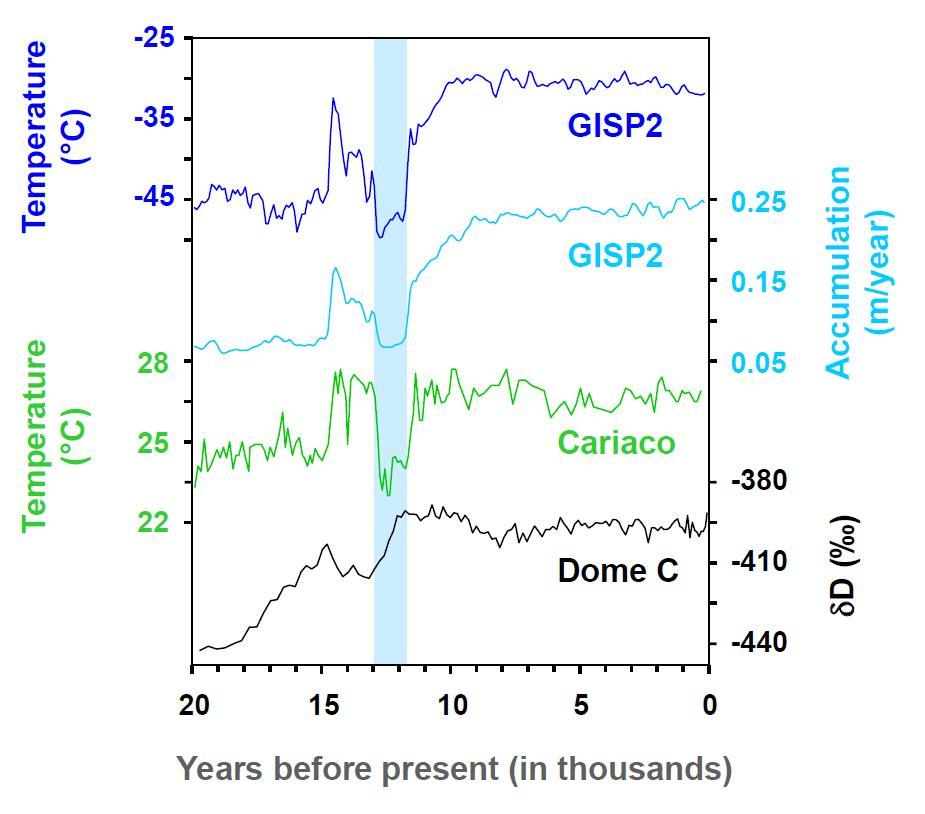 Temperature
(°C)
-25
-35
-45
GISP2
GISP2
0.25
0.15
0.05
Accumulation
(m/year)
Temperature
(°C)
28
25
22
Cariaco
Dome C
-380
-410
-440
δD (‰)
20
15
10
5
0
Years before present (in thousands)